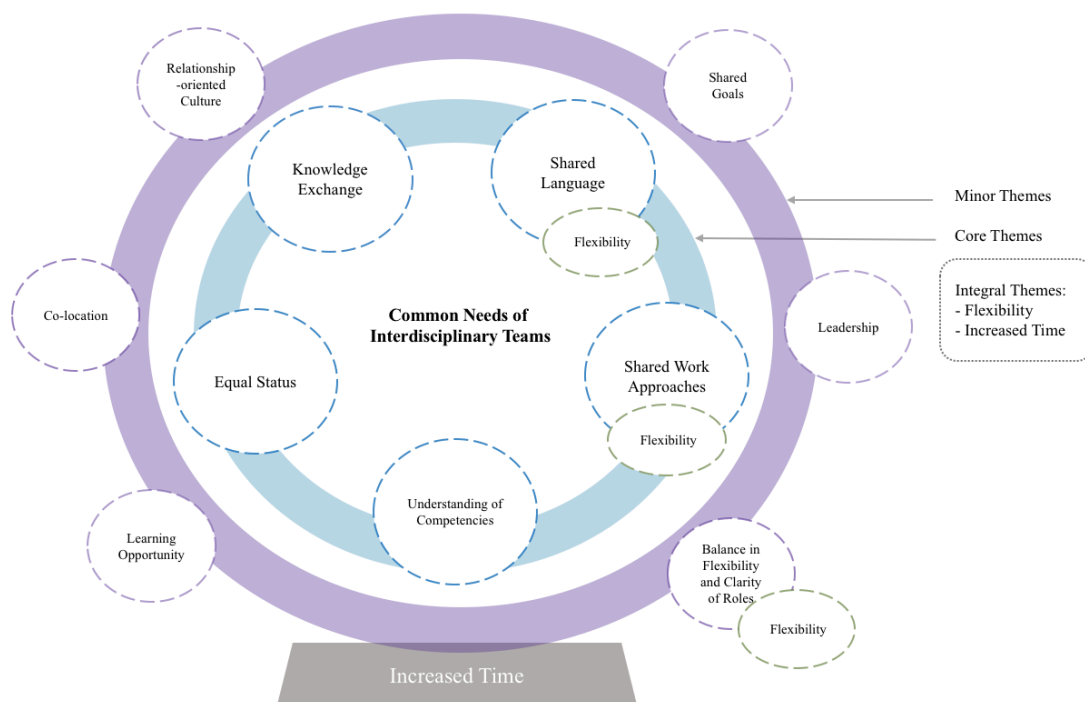 Relationship
-oriented
Culture
Shared
Goals
Knowledge
Exchange
Shared
Language
Flexibility
Minor Themes
Core Themes
Integral Themes:
- Flexibility
- Increased Time
Common Needs of
Interdisciplinary Teams
Co-location
Leadership
Equal Status
Shared Work
Approaches
Flexibility
Understanding of
Competencies
Learning
Opportunity
Balance in
Flexibility
and Clarity
of Roles
Flexibility
Increased Time